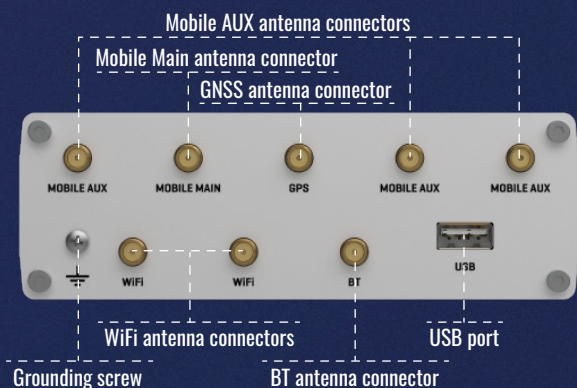 Mobile AUX antenna connectors
Mobile Main antenna connector
GNSS antenna connector
MOBILE AUX MOBILE MAIN GPS MOBILE AUX MOBILE AUX
WiFi WiFi BT USB
WiFi antenna connectors USB port
Grounding screw BT antenna connector